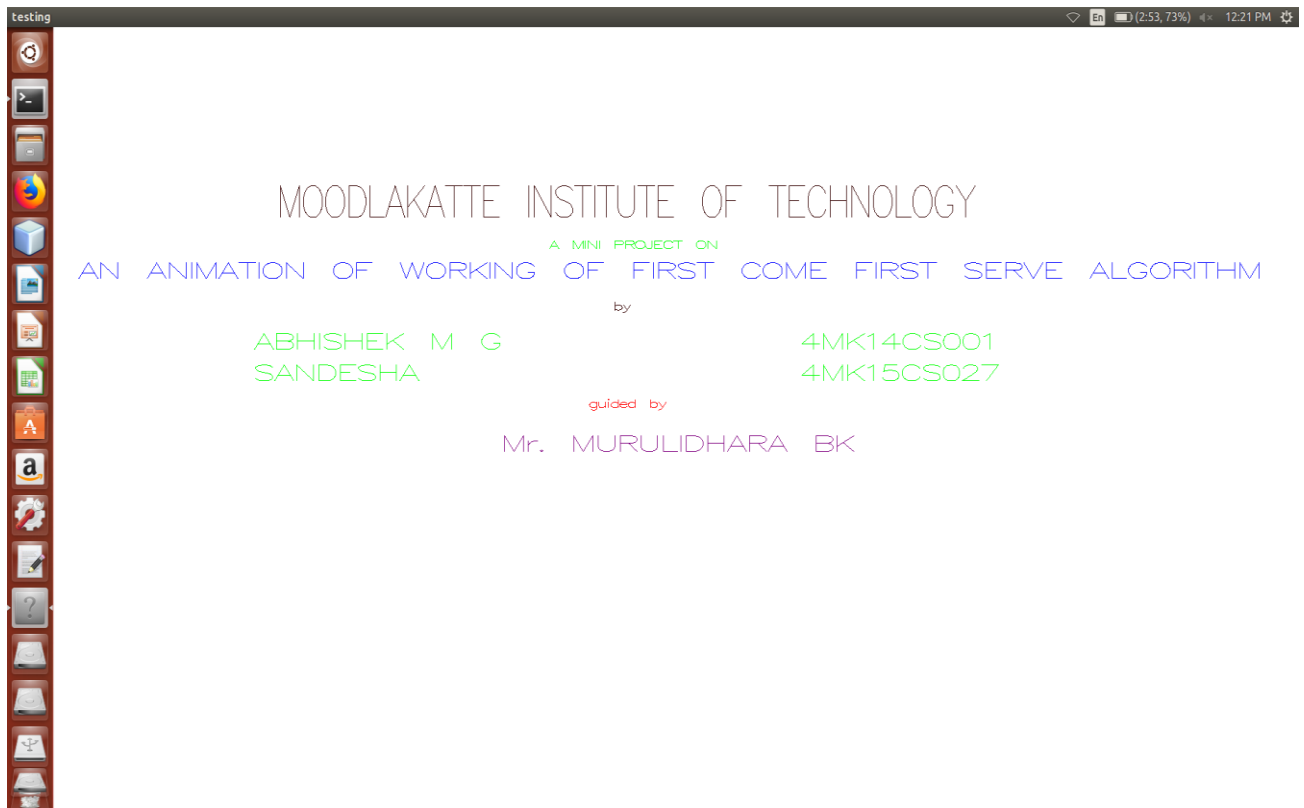 testing En (2:53, 73%) 12:21 PM
MOODLAKATTE INSTITUTE OF TECHNOLOGY
A MINI PROJECT ON
AN ANIMATION OF WORKING OF FIRST COME FIRST SERVE ALGORITHM
by
ABHISHEK M G 4MK14CS001
SANDESHA 4MK15CS027
guided by
Mr. MURULIDHARA BK